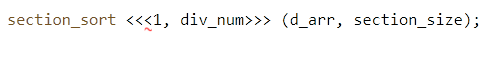 section_sort <<<1, div_num>>> (d_arr, section_size);